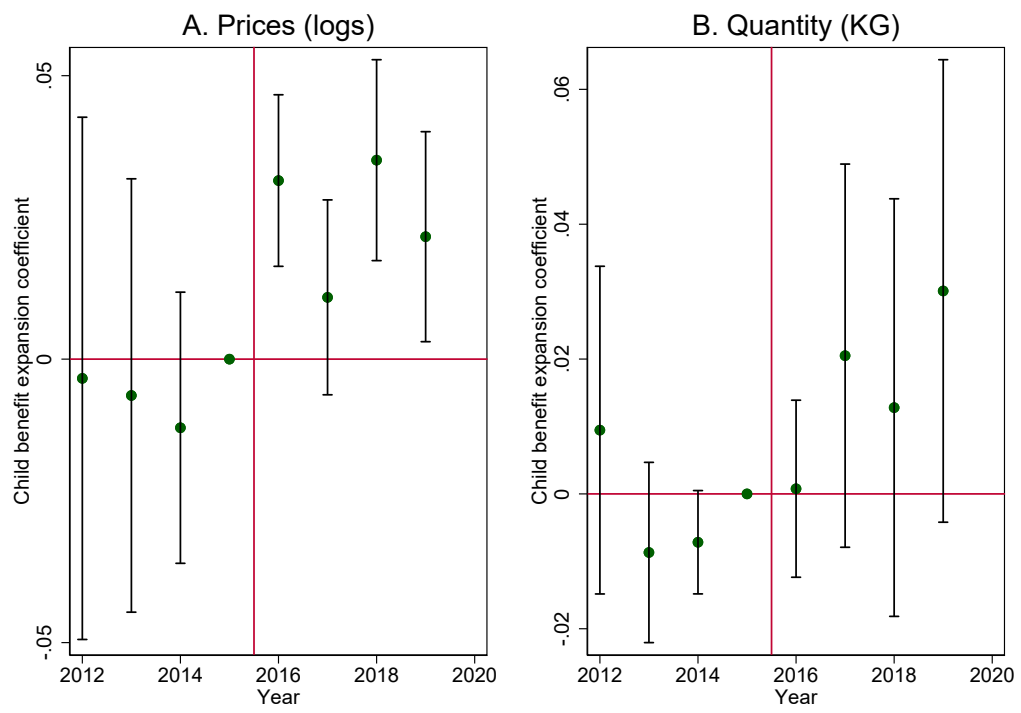 A. Prices (logs)
Child benefit expansion coefficient
.05
0
-.05
2012 2014 2016 2018 2020
Year
B. Quantity (KG)
Child benefit expansion coefficient
.06
.04
.02
0
-.02
2012 2014 2016 2018 2020
Year